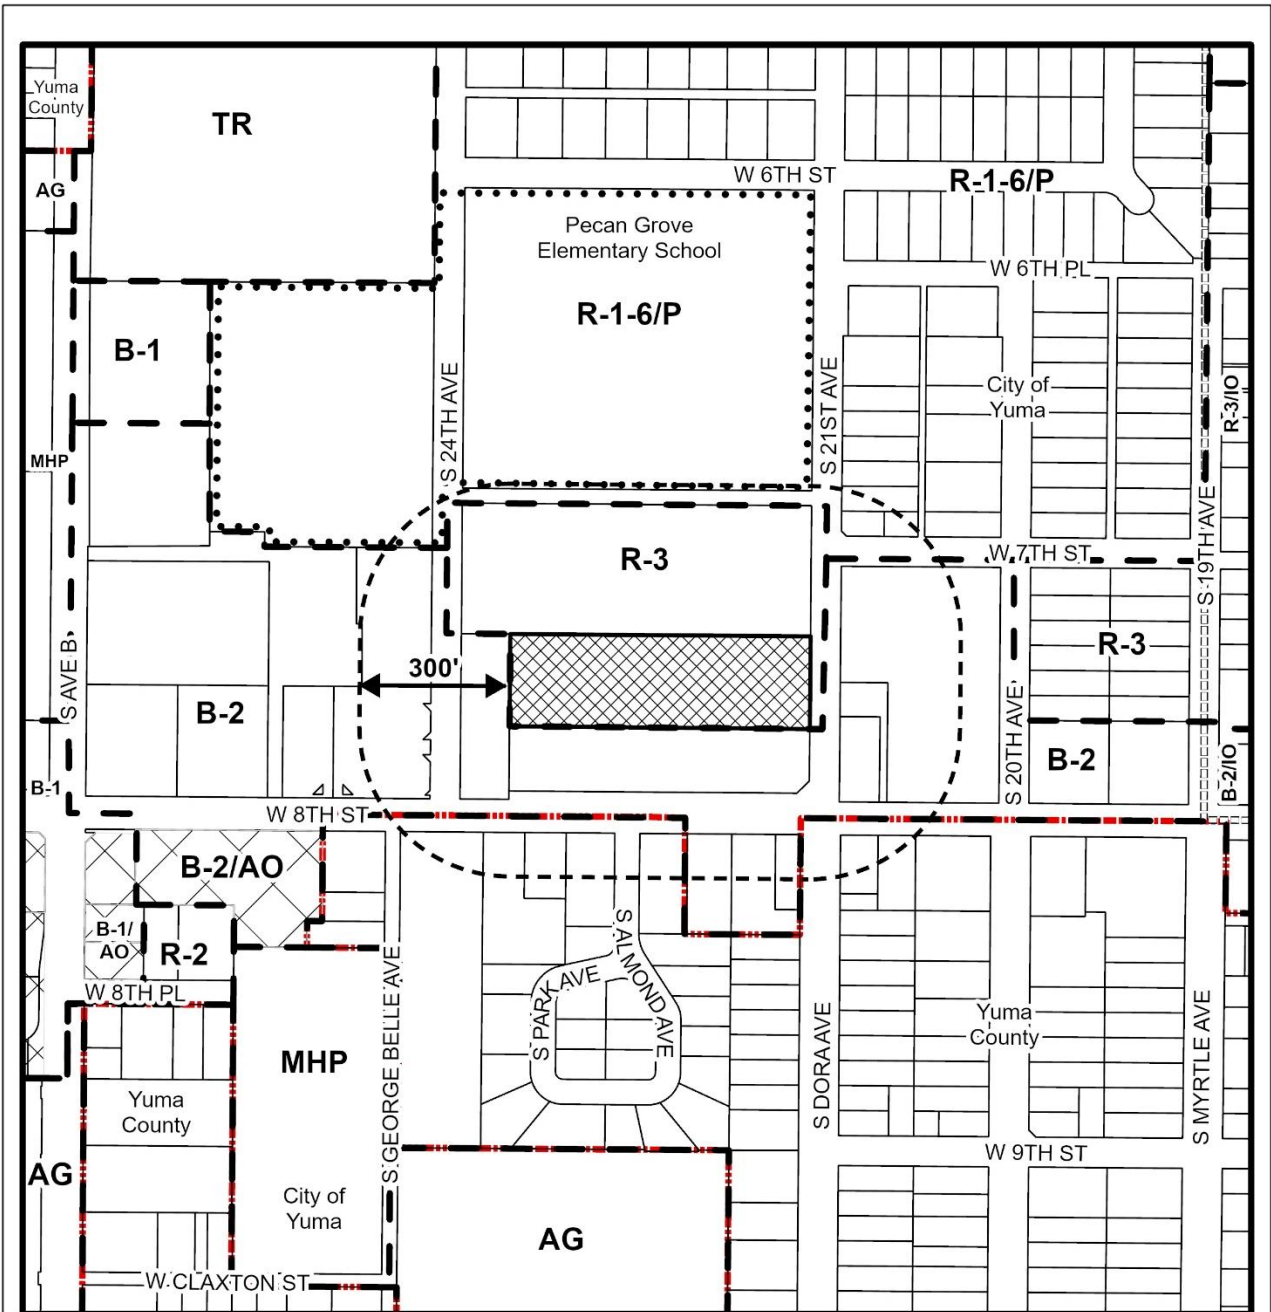 Yuma
County
TR
W 6TH ST
R-1-6/P
AG
Pecan Grove
Elementary School
W 6TH PL
R-1-6/P
B-1
S 24TH AVE
S 21ST AVE
City of
Yuma
R-3/IO
MHP
S 19TH AVE
W 7TH ST
R-3
R-3
300'
S AVE B
B-2
S 20TH AVE
B-2
B-2/IO
B-1
W 8TH ST
B-2/AO
B-1/
AO
R-2
S ALMOND AVE
S PARK AVE
W 8TH PL
S GEORGE BELLE AVE
MHP
S DORA AVE
Yuma
County
S MYRTLE AVE
Yuma
County
W 9TH ST
AG
City of
Yuma
AG
W CLAXTON ST